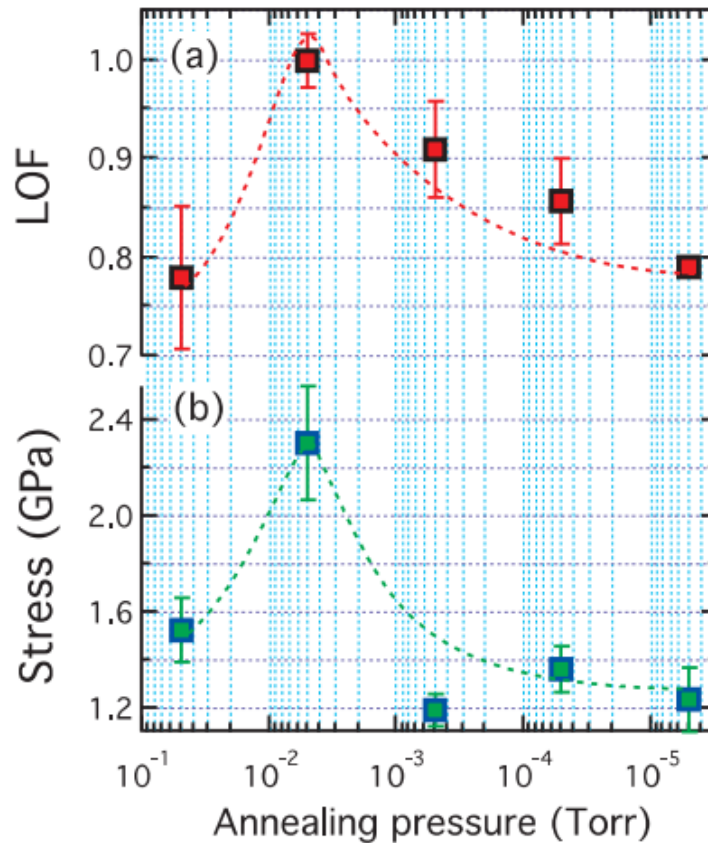 (a)
LOF
1.0
0.9
0.8
0.7
(b)
Stress (GPa)
2.4
2.0
1.6
1.2
10⁻¹ 10⁻² 10⁻³ 10⁻⁴ 10⁻⁵
Annealing pressure (Torr)